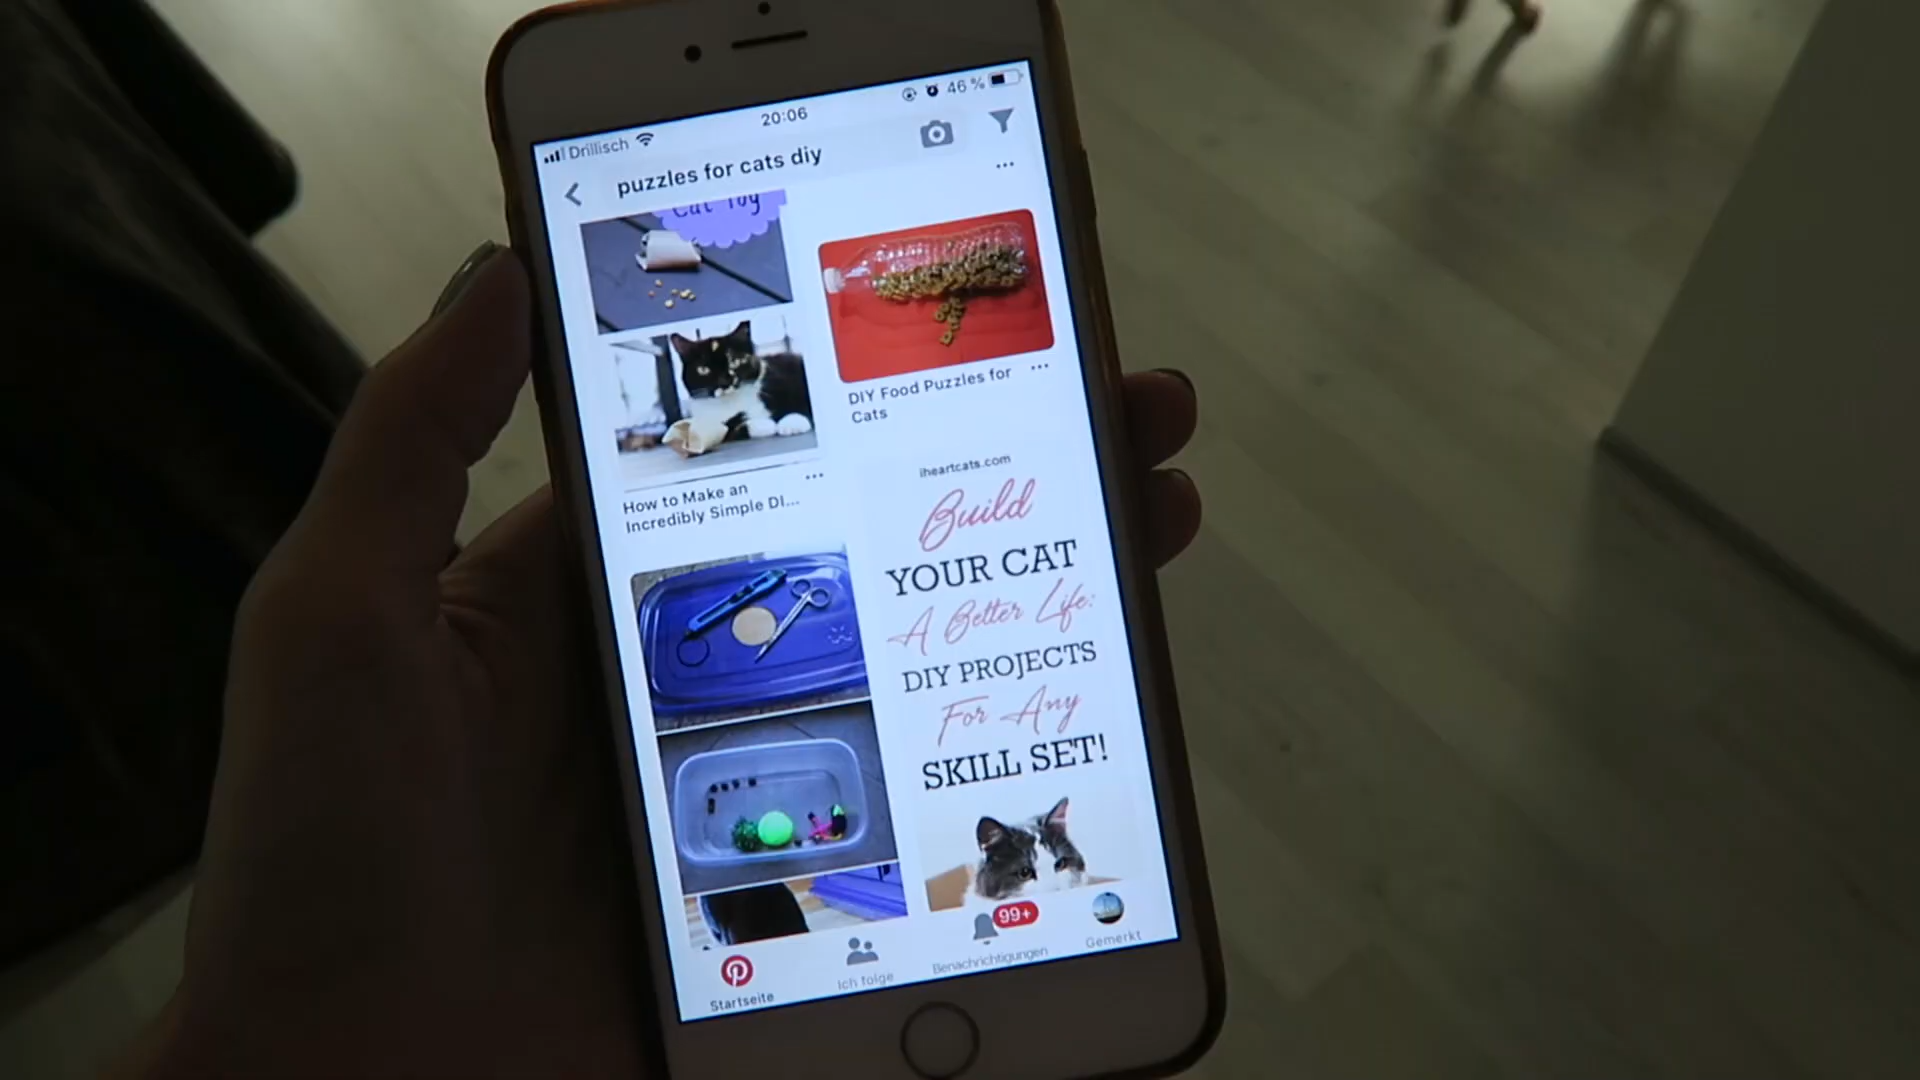 Drillisch
20:06
46 %
puzzles for cats diy
Cat Toy
How to Make an
Incredibly Simple DI...
DIY Food Puzzles for
Cats
iheartcats.com
Build
YOUR CAT
A Better Life:
DIY PROJECTS
For Any
SKILL SET!
99+
Startseite
Ich folge
Benachrichtigungen
Gemerkt